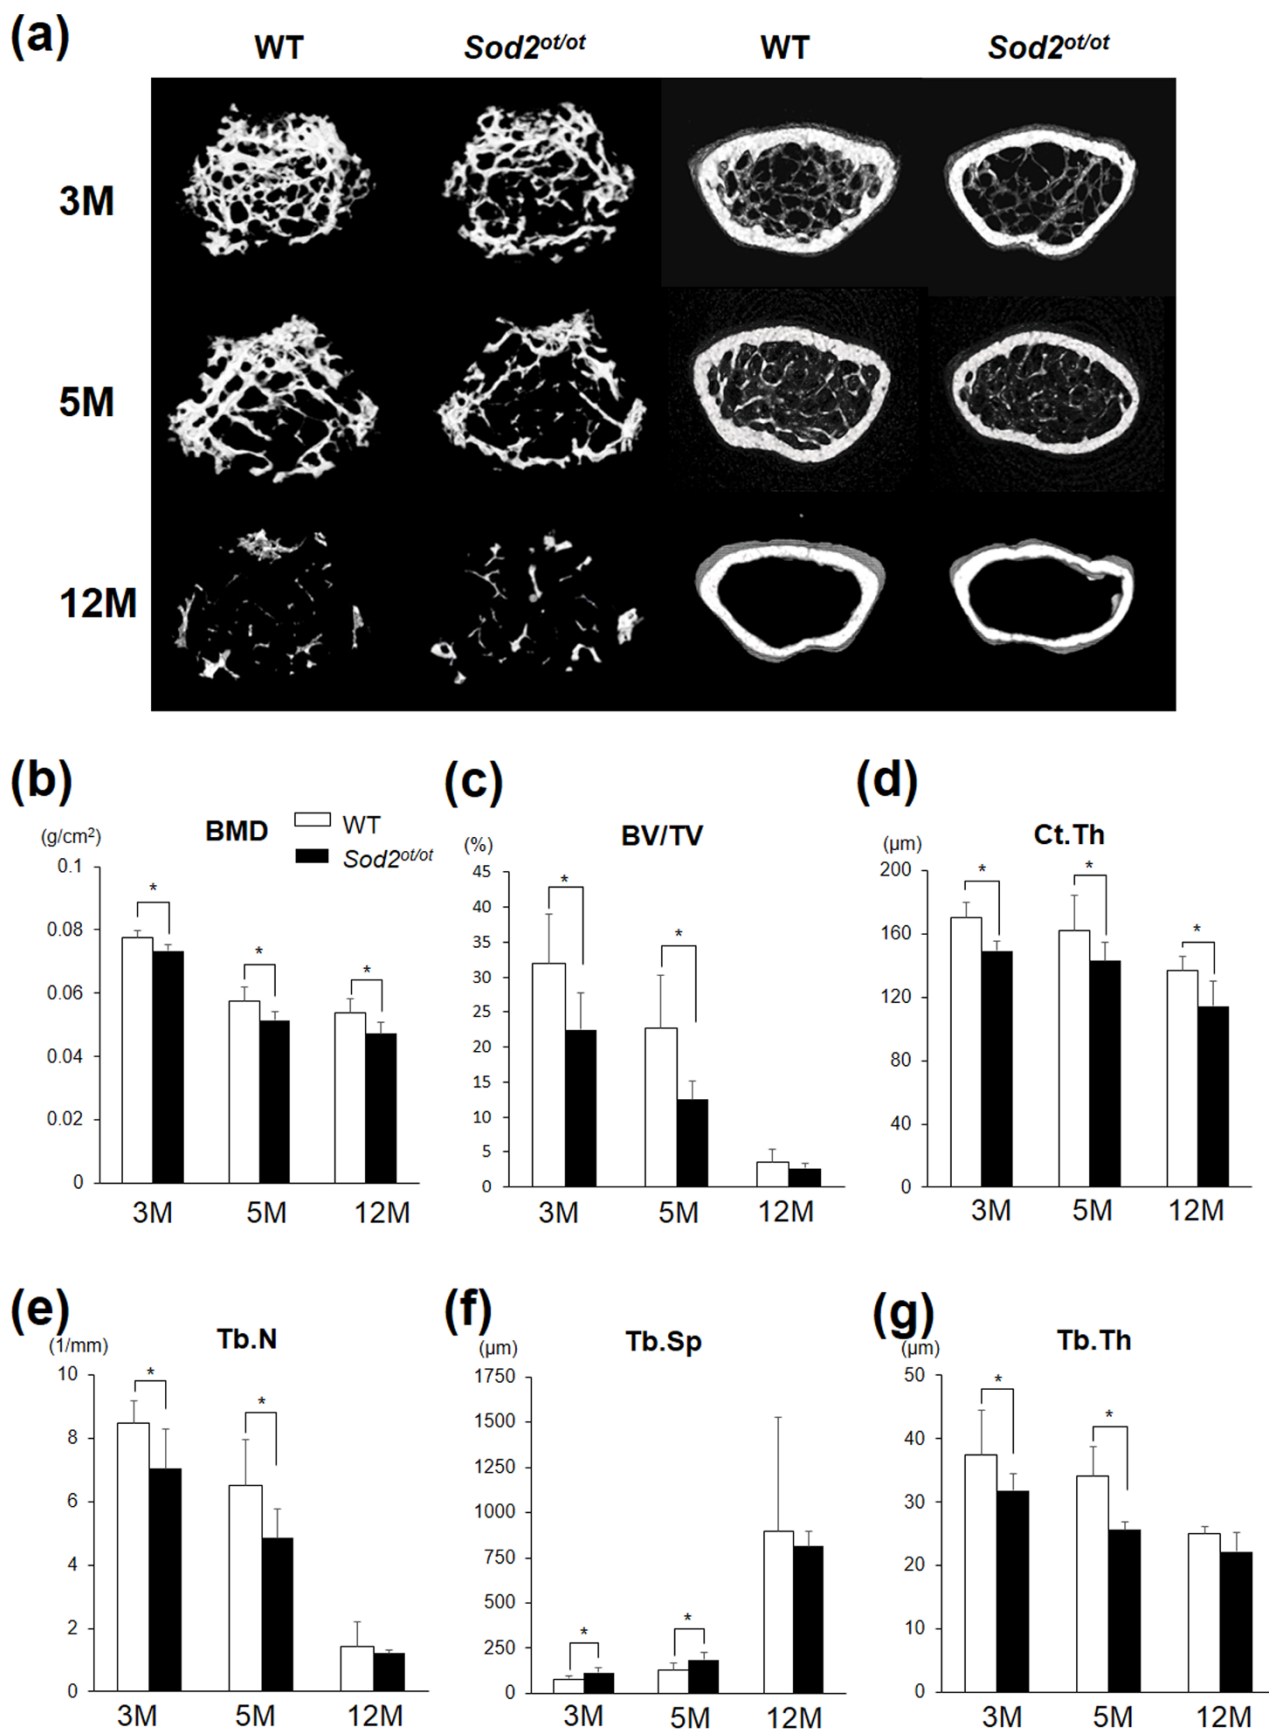 (a)
WT Sod2ot/ot WT Sod2ot/ot
3M
5M
12M
(b)
(g/cm2) BMD
WT
Sod2ot/ot
0.1
0.08
0.06
0.04
0.02
0
* * *
3M 5M 12M
(c)
(%) BV/TV
45
40
35
30
25
20
15
10
5
0
* *
3M 5M 12M
(d)
(μm) Ct.Th
200
160
120
80
40
0
* * *
3M 5M 12M
(e)
(1/mm) Tb.N
10
8
6
4
2
0
* *
3M 5M 12M
(f)
(μm) Tb.Sp
1750
1500
1250
1000
750
500
250
0
* *
3M 5M 12M
(g)
(μm) Tb.Th
50
40
30
20
10
0
* *
3M 5M 12M